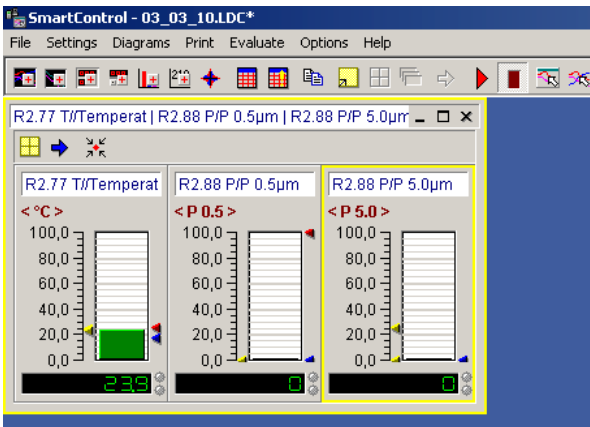 SmartControl - 03_03_10.LDC*
File Settings Diagrams Print Evaluate Options Help
R2.77 T//Temperat | R2.88 P/P 0.5µm | R2.88 P/P 5.0µm
R2.77 T//Temperat R2.88 P/P 0.5µm R2.88 P/P 5.0µm
<°C> <P 0.5> <P 5.0>
100,0 100,0 100,0
80,0 80,0 80,0
60,0 60,0 60,0
40,0 40,0 40,0
20,0 20,0 20,0
0,0 0,0 0,0
23.9 0 0